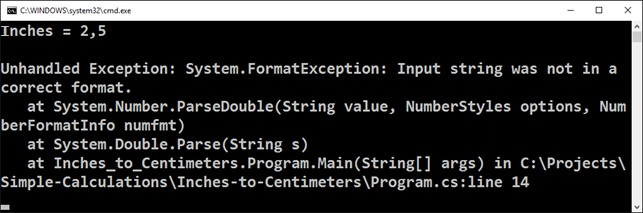 C:\WINDOWS\system32\cmd.exe
Inches = 2,5
Unhandled Exception: System.FormatException: Input string was not in a
correct format.
at System.Number.ParseDouble(String value, NumberStyles options, Num
berFormatInfo numfmt)
at System.Double.Parse(String s)
at Inches_to_Centimeters.Program.Main(String[] args) in C:\Projects\
Simple-Calculations\Inches-to-Centimeters\Program.cs:line 14